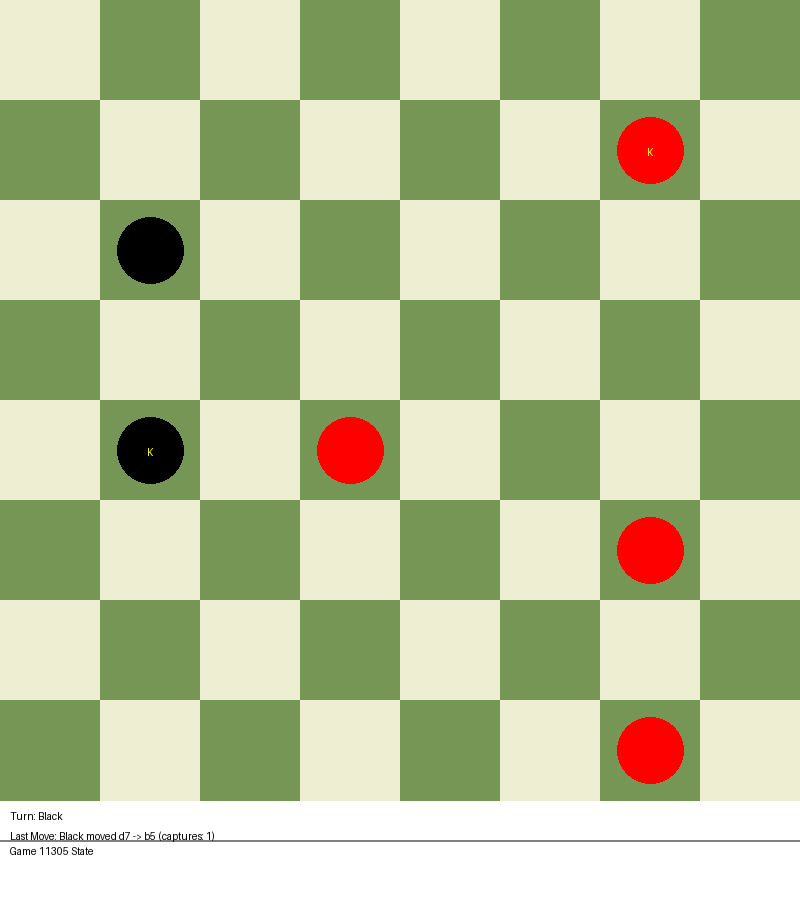 K
K
Turn: Black
Last Move: Black moved d7 -> b5 (captures: 1)
Game 11305 State